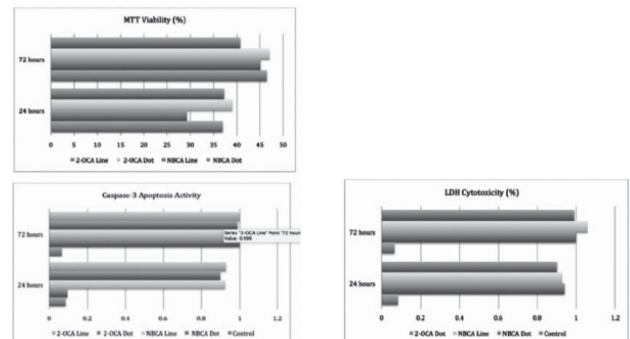 MTT Viability (%)
72 hours
24 hours
0 5 10 15 20 25 30 35 40 45 50
2-OCA Line 2-OCA Dot NBCA Line NBCA Dot
Caspase-3 Apoptosis Activity
72 hours
Series "2-OCA Line" Point "72 hour
Value: 0.999
24 hours
0 0.2 0.4 0.6 0.8 1 1.2
2-OCA Line 2-OCA Dot NBCA Line NBCA Dot Control
LDH Cytotoxicity (%)
72 hours
24 hours
0 0.2 0.4 0.6 0.8 1 1.2
2-OCA Dot NBCA Line NBCA Dot Control